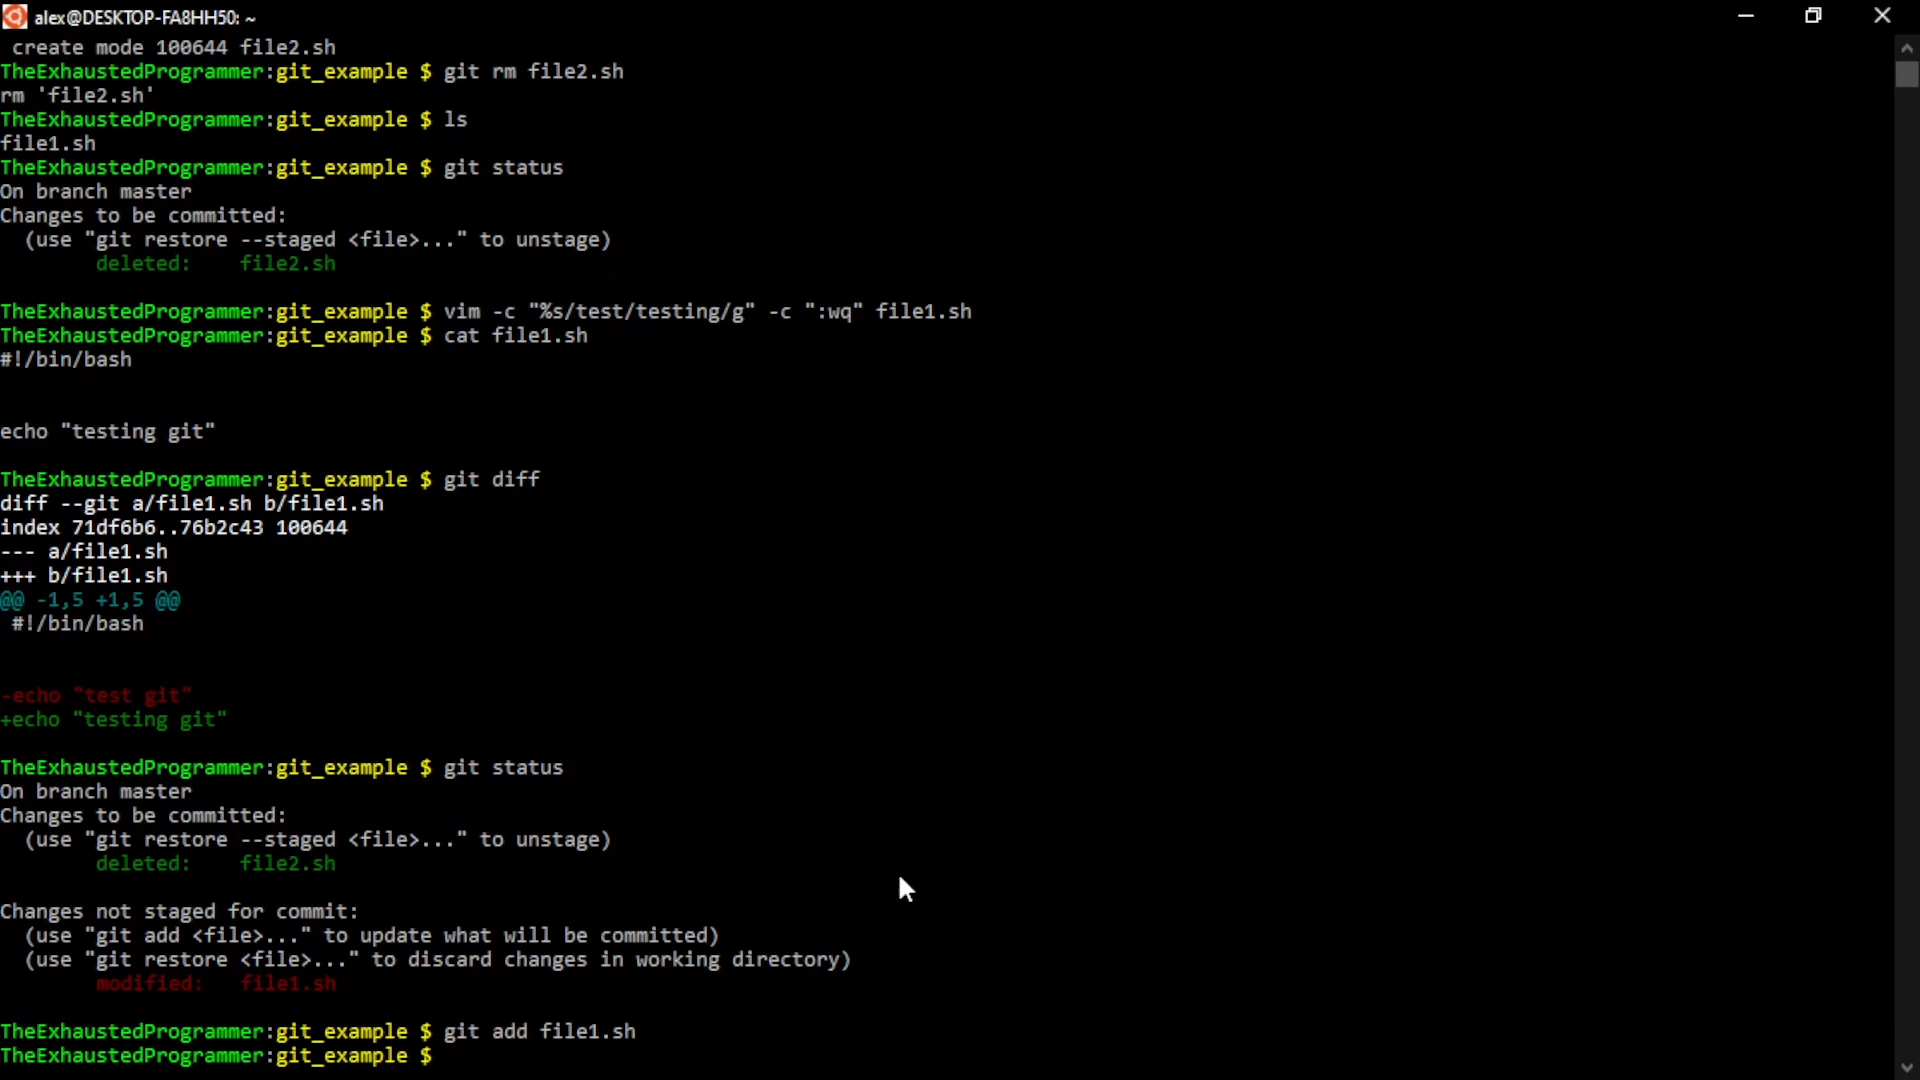 alex@DESKTOP-FA8HH50: ~
create mode 100644 file2.sh
TheExhaustedProgrammer:git_example $ git rm file2.sh
rm 'file2.sh'
TheExhaustedProgrammer:git_example $ ls
file1.sh
TheExhaustedProgrammer:git_example $ git status
On branch master
Changes to be committed:
  (use "git restore --staged <file>..." to unstage)
        deleted:    file2.sh
TheExhaustedProgrammer:git_example $ vim -c "%s/test/testing/g" -c ":wq" file1.sh
TheExhaustedProgrammer:git_example $ cat file1.sh
#!/bin/bash
echo "testing git"
TheExhaustedProgrammer:git_example $ git diff
diff --git a/file1.sh b/file1.sh
index 71df6b6..76b2c43 100644
--- a/file1.sh
+++ b/file1.sh
@@ -1,5 +1,5 @@
 #!/bin/bash
-echo "test git"
+echo "testing git"
TheExhaustedProgrammer:git_example $ git status
On branch master
Changes to be committed:
  (use "git restore --staged <file>..." to unstage)
        deleted:    file2.sh
Changes not staged for commit:
  (use "git add <file>..." to update what will be committed)
  (use "git restore <file>..." to discard changes in working directory)
        modified:   file1.sh
TheExhaustedProgrammer:git_example $ git add file1.sh
TheExhaustedProgrammer:git_example $